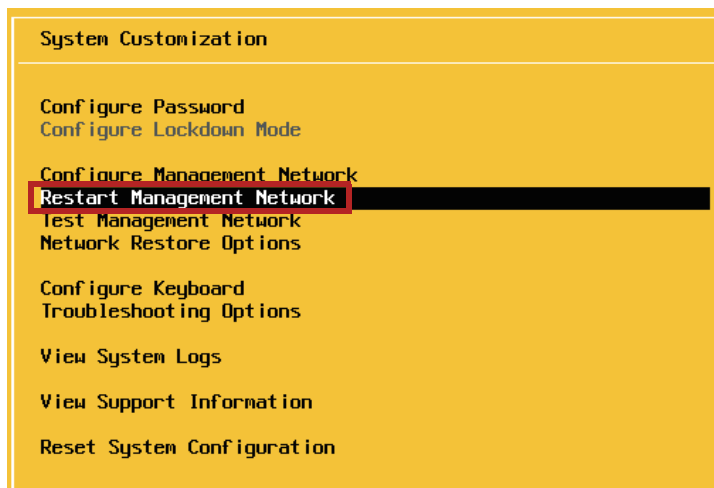 System Customization
Configure Password
Configure Lockdown Mode
Configure Management Network
Restart Management Network
Test Management Network
Network Restore Options
Configure Keyboard
Troubleshooting Options
View System Logs
View Support Information
Reset System Configuration